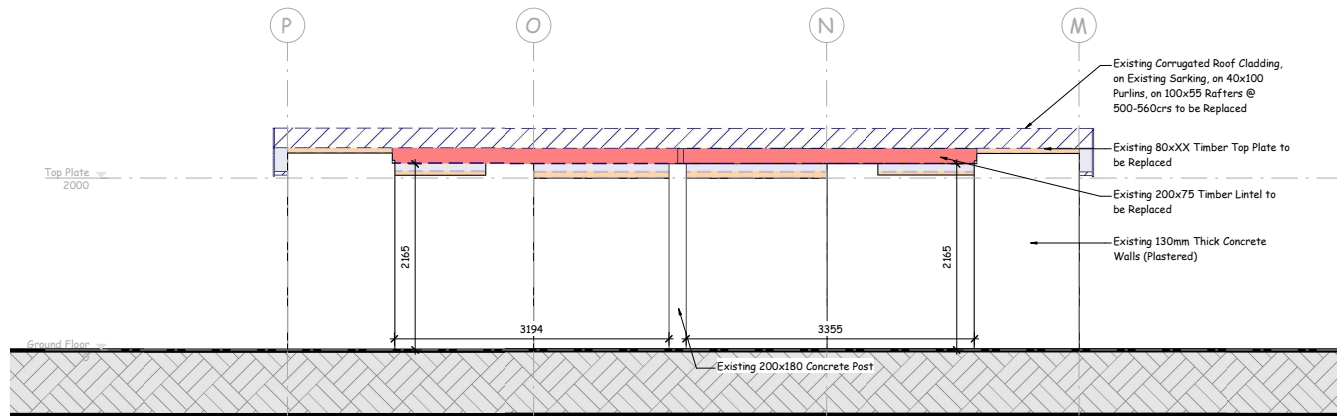 P
O
N
M
Existing Corrugated Roof Cladding,
on Existing Sarking, on 40x100
Purlins, on 100x55 Rafters @
500-560crs to be Replaced
Existing 80xXX Timber Top Plate to
be Replaced
Top Plate
2000
Existing 200x75 Timber Lintel to
be Replaced
Existing 130mm Thick Concrete
Walls (Plastered)
2165
2165
3194
3355
Ground Floor
0
Existing 200x180 Concrete Post